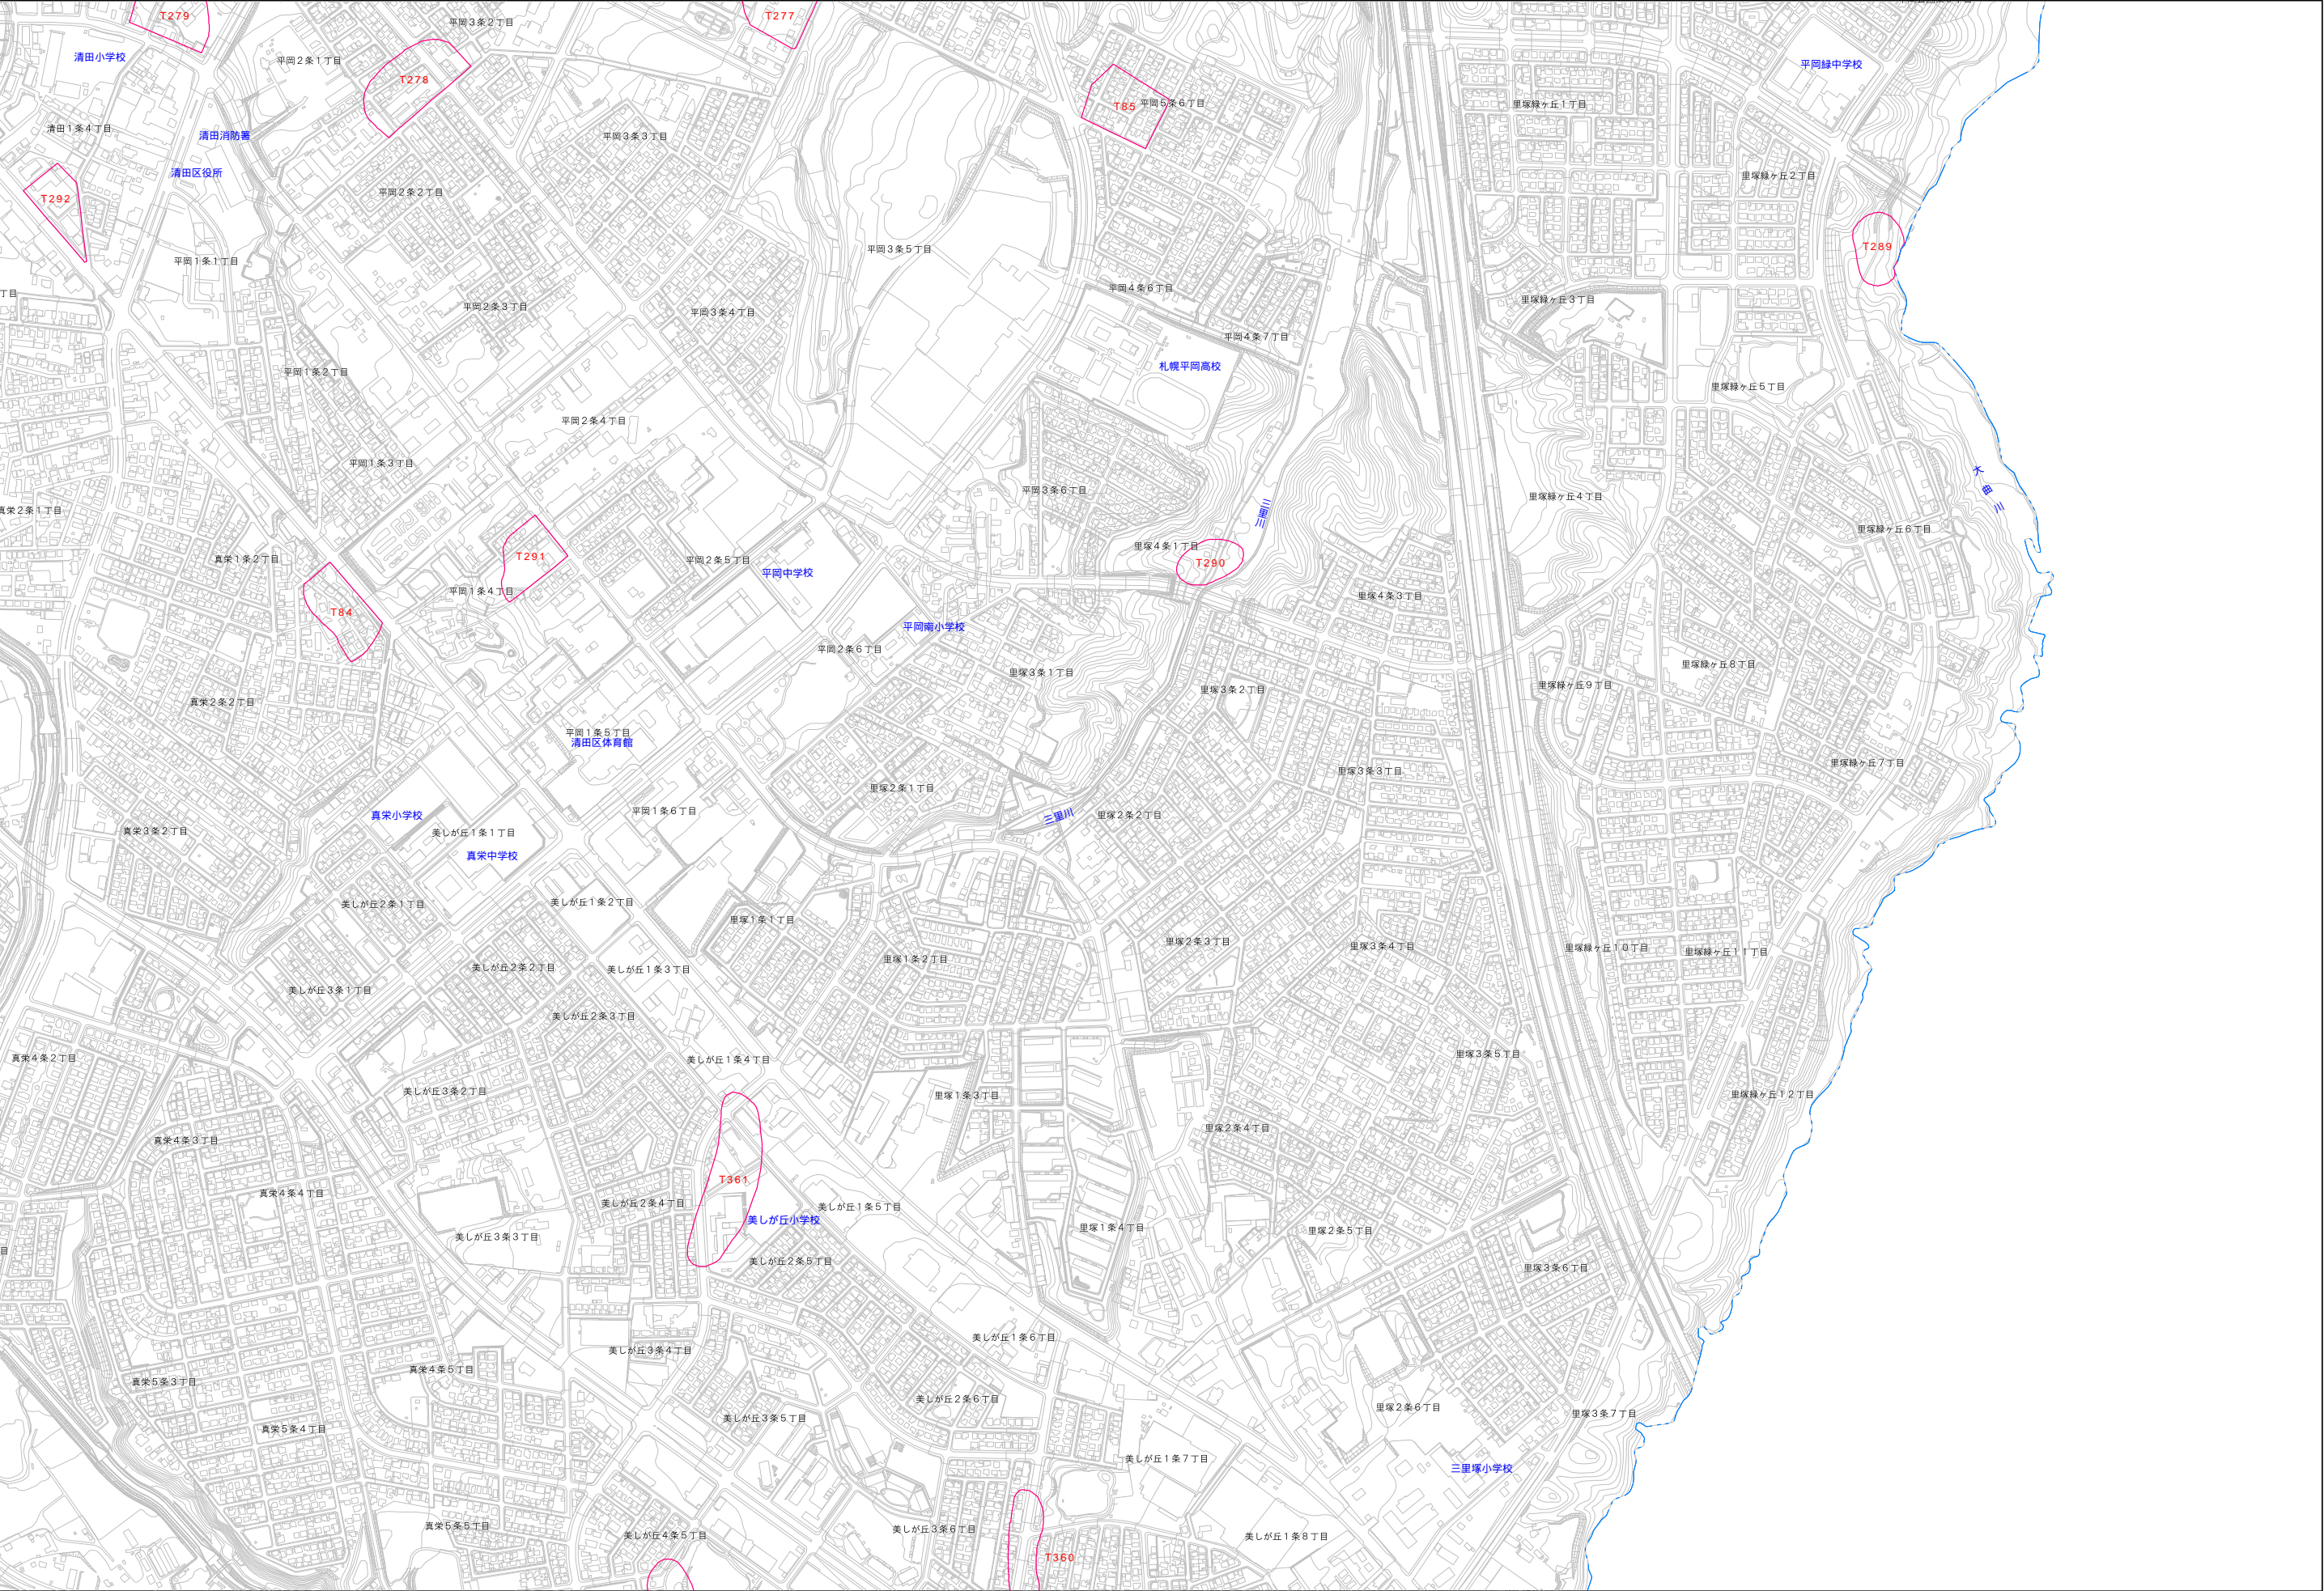 T279
T277
平岡3条2丁目
清田小学校
平岡2条1丁目
T278
平岡緑中学校
T85
平岡5条6丁目
里塚緑ヶ丘1丁目
清田1条4丁目
清田消防署
平岡3条3丁目
清田区役所
里塚緑ヶ丘2丁目
T292
平岡2条2丁目
T289
平岡3条5丁目
平岡1条1丁目
丁目
平岡4条6丁目
里塚緑ヶ丘3丁目
平岡2条3丁目
平岡3条4丁目
平岡4条7丁目
札幌平岡高校
平岡1条2丁目
里塚緑ヶ丘5丁目
平岡2条4丁目
平岡1条3丁目
大曲川
平岡3条6丁目
里塚緑ヶ丘4丁目
真栄2条1丁目
三里川
里塚緑ヶ丘6丁目
里塚4条1丁目
T291
真栄1条2丁目
平岡2条5丁目
T290
平岡中学校
平岡1条4丁目
里塚4条3丁目
T84
平岡南小学校
平岡2条6丁目
里塚緑ヶ丘8丁目
里塚3条1丁目
里塚緑ヶ丘9丁目
里塚3条2丁目
真栄2条2丁目
平岡1条5丁目
清田区体育館
里塚緑ヶ丘7丁目
里塚3条3丁目
里塚2条1丁目
平岡1条6丁目
真栄小学校
三里川
里塚2条2丁目
真栄3条2丁目
美しが丘1条1丁目
真栄中学校
美しが丘2条1丁目
美しが丘1条2丁目
里塚1条1丁目
里塚2条3丁目
里塚3条4丁目
里塚緑ヶ丘10丁目
里塚緑ヶ丘11丁目
里塚1条2丁目
美しが丘2条2丁目
美しが丘1条3丁目
美しが丘3条1丁目
美しが丘2条3丁目
真栄4条2丁目
美しが丘1条4丁目
里塚3条5丁目
美しが丘3条2丁目
里塚1条3丁目
里塚緑ヶ丘12丁目
里塚2条4丁目
真栄4条3丁目
T361
真栄4条4丁目
美しが丘2条4丁目
美しが丘1条5丁目
美しが丘小学校
里塚1条4丁目
里塚2条5丁目
美しが丘3条3丁目
目
美しが丘2条5丁目
里塚3条6丁目
美しが丘1条6丁目
美しが丘3条4丁目
真栄4条5丁目
真栄5条3丁目
美しが丘2条6丁目
里塚2条6丁目
里塚3条7丁目
美しが丘3条5丁目
真栄5条4丁目
美しが丘1条7丁目
三里塚小学校
真栄5条5丁目
美しが丘3条6丁目
美しが丘4条5丁目
美しが丘1条8丁目
T360